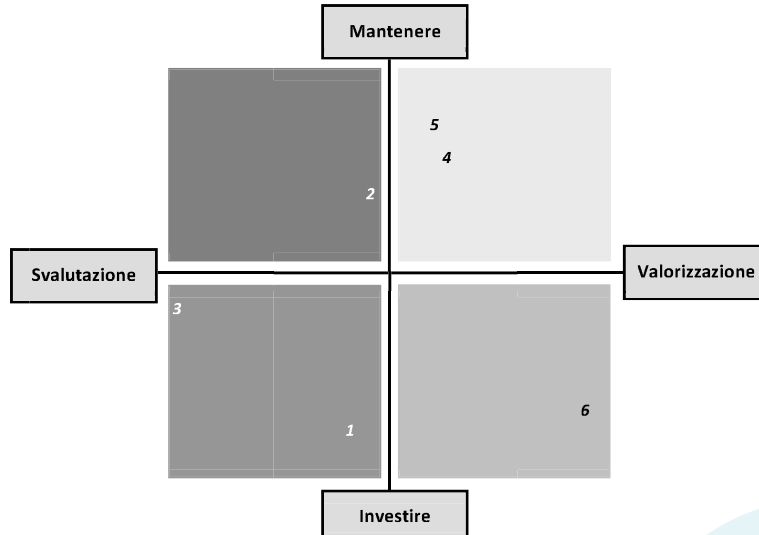 Mantenere
5
4
2
Svalutazione
Valorizzazione
3
6
1
Investire